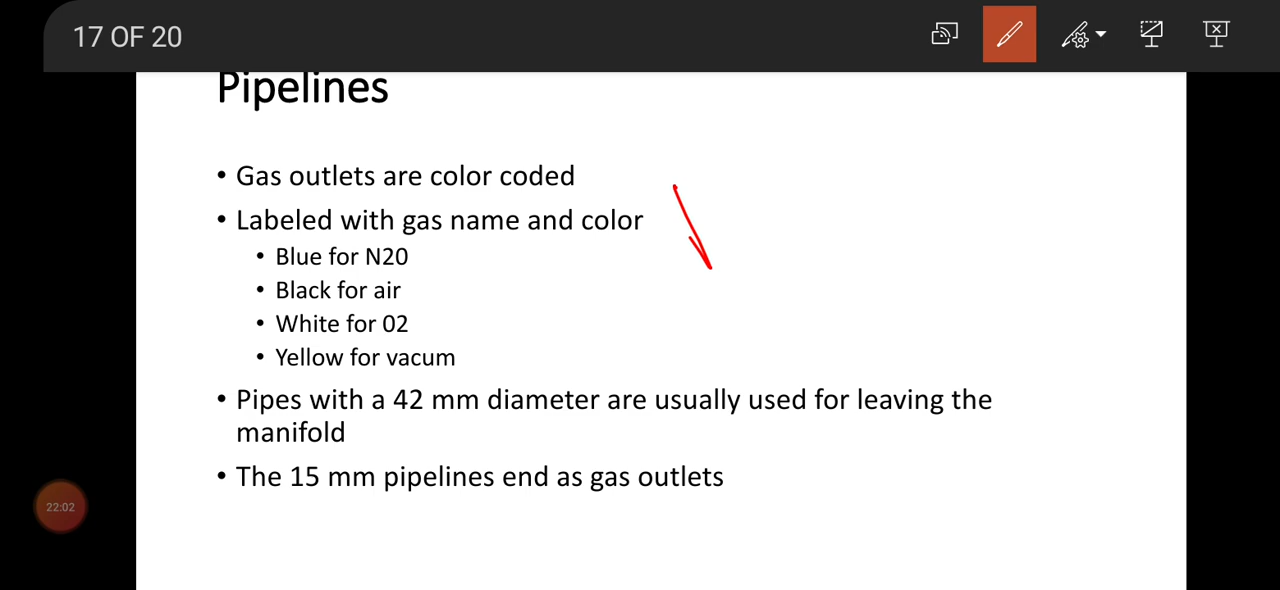 17 OF 20
Pipelines
• Gas outlets are color coded
• Labeled with gas name and color
• Blue for N20
• Black for air
• White for 02
• Yellow for vacum
• Pipes with a 42 mm diameter are usually used for leaving the
manifold
• The 15 mm pipelines end as gas outlets
22:02